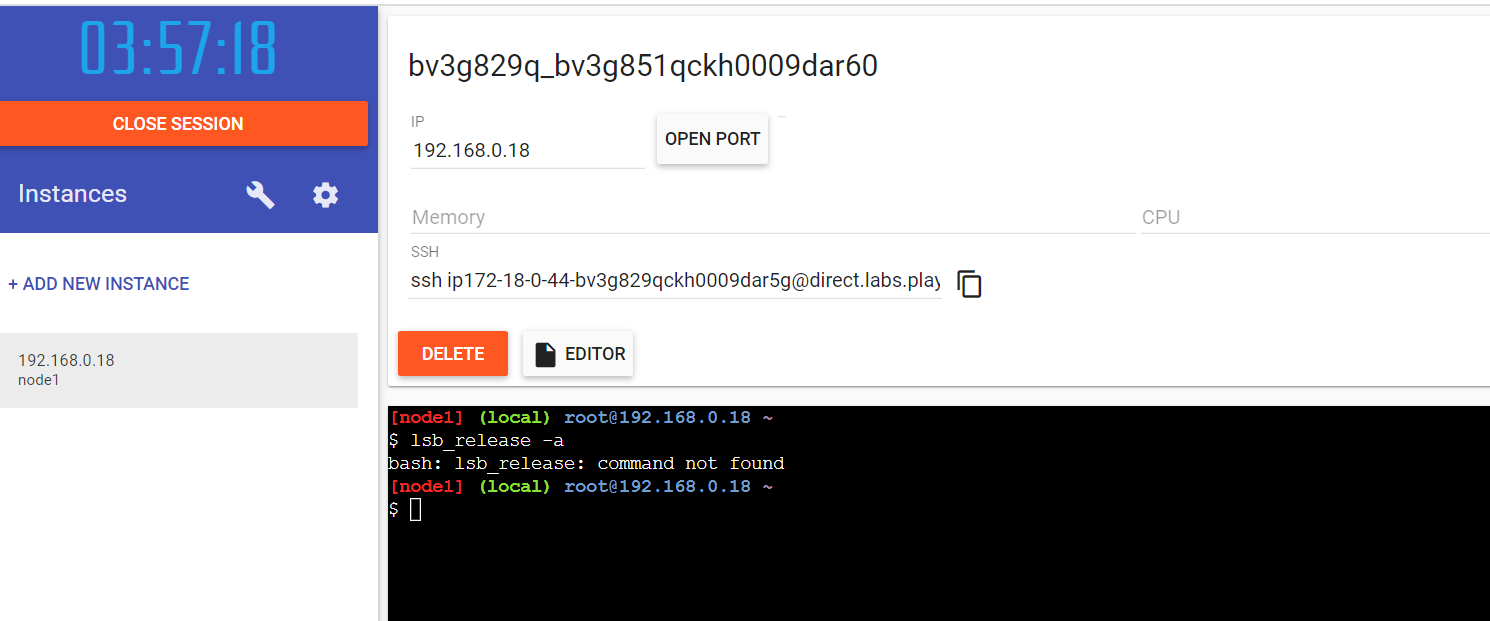 03:57:18
CLOSE SESSION
Instances
+ ADD NEW INSTANCE
192.168.0.18
node1
bv3g829q_bv3g851qckh0009dar60
IP
192.168.0.18
OPEN PORT
Memory
CPU
SSH
ssh ip172-18-0-44-bv3g829qckh0009dar5g@direct.labs.play
DELETE
EDITOR
[node1] (local) root@192.168.0.18 ~
$ lsb_release -a
bash: lsb_release: command not found
[node1] (local) root@192.168.0.18 ~
$